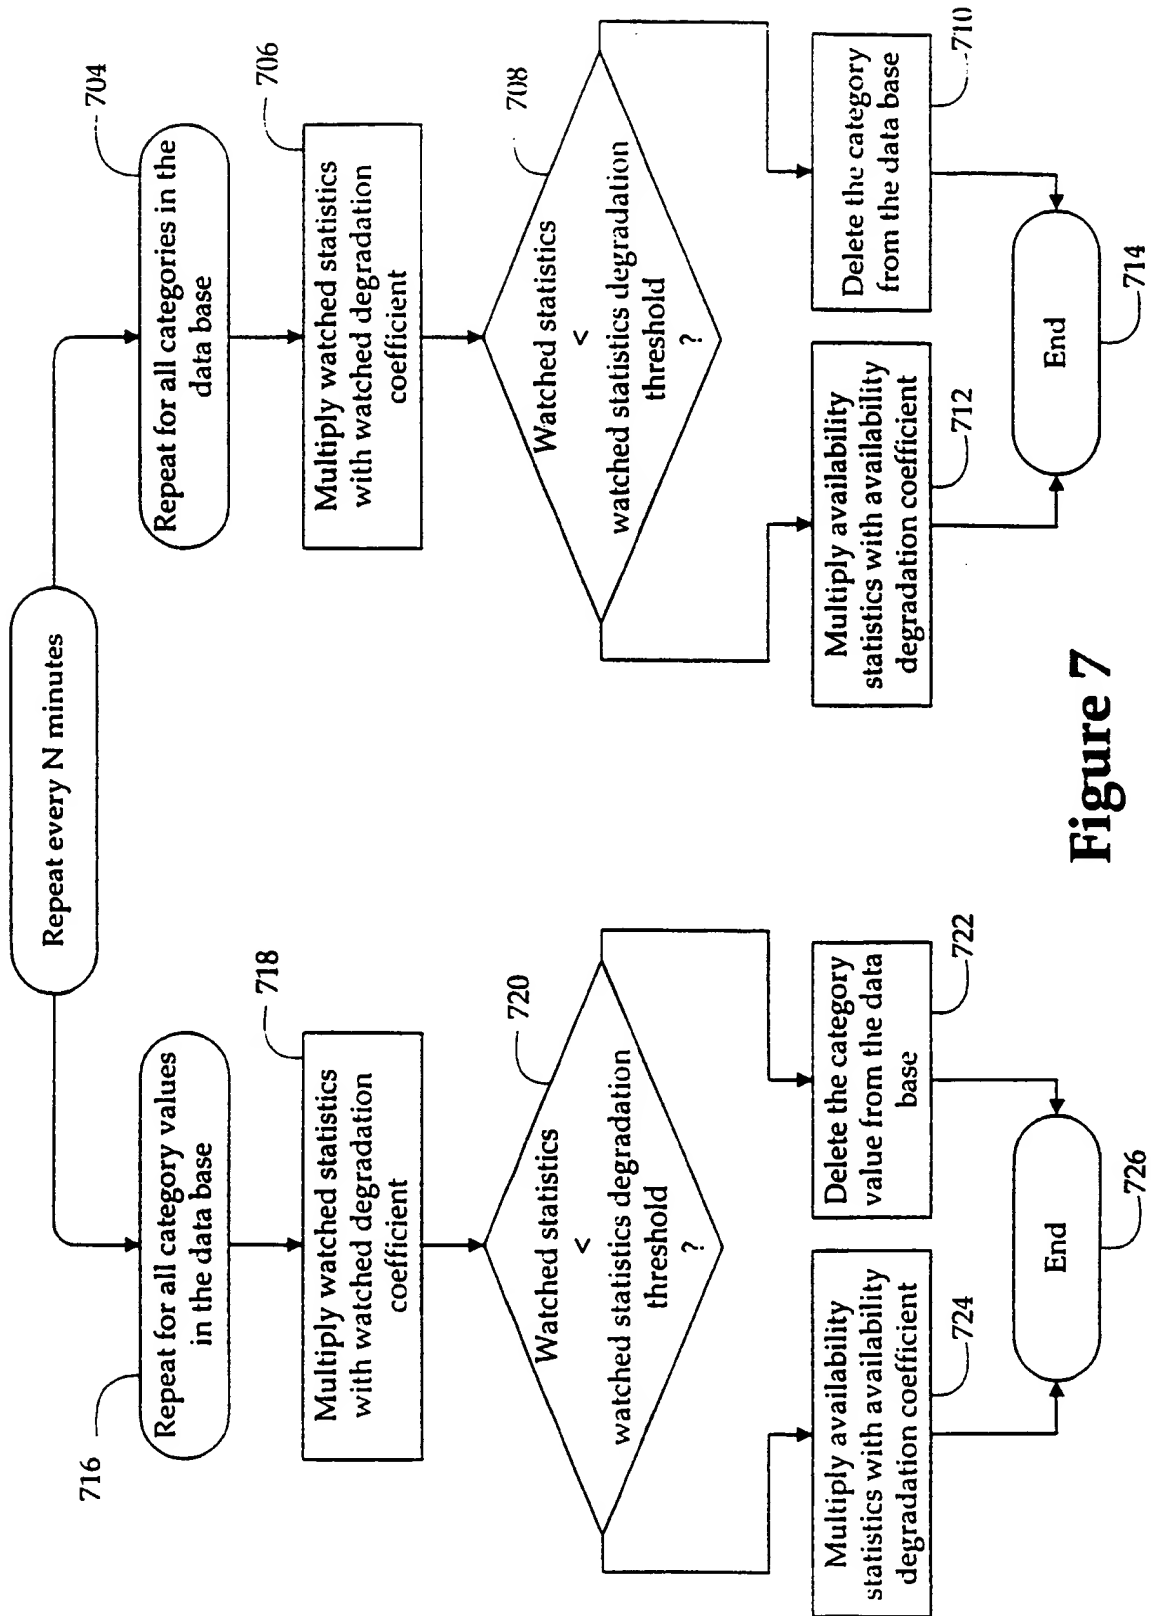 Repeat every N minutes
716
Repeat for all category values
in the data base
718
Multiply watched statistics
with watched degradation
coefficient
720
Watched statistics
<
watched statistics degradation
threshold
?
Multiply availability
statistics with availability
degradation coefficient
724
Delete the category
value from the data
base
722
End
726
704
Repeat for all categories in the
data base
706
Multiply watched statistics
with watched degradation
coefficient
708
Watched statistics
<
watched statistics degradation
threshold
?
Multiply availability
statistics with availability
degradation coefficient
712
Delete the category
from the data base
710
End
714
Figure 7